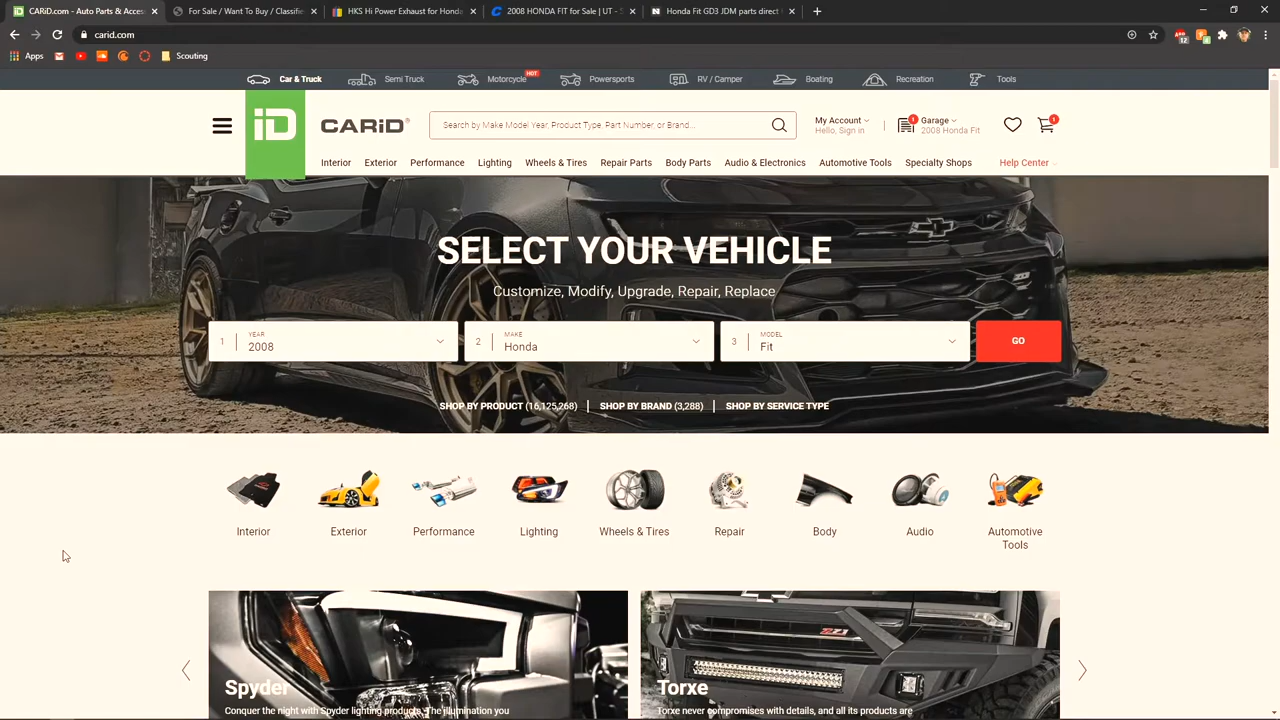 CARiD.com - Auto Parts & Access
For Sale / Want To Buy / Classifie
HKS Hi Power Exhaust for Honda
2008 HONDA FIT for Sale | UT - S
Honda Fit GD3 JDM parts direct f
carid.com
12
4
Apps
Scouting
Car & Truck
Semi Truck
Motorcycle
HOT
Powersports
RV / Camper
Boating
Recreation
Tools
iD
CARiD®
Search by Make Model Year, Product Type, Part Number, or Brand...
My Account
Hello, Sign in
1
Garage
2008 Honda Fit
1
Interior
Exterior
Performance
Lighting
Wheels & Tires
Repair Parts
Body Parts
Audio & Electronics
Automotive Tools
Specialty Shops
Help Center
SELECT YOUR VEHICLE
Customize, Modify, Upgrade, Repair, Replace
1
YEAR
2008
2
MAKE
Honda
3
MODEL
Fit
GO
SHOP BY PRODUCT (16,125,268)
SHOP BY BRAND (3,288)
SHOP BY SERVICE TYPE
Interior
Exterior
Performance
Lighting
Wheels & Tires
Repair
Body
Audio
Automotive
Tools
Spyder
Conquer the night with Spyder lighting products. The illumination you
Z71
Torxe
Torxe never compromises with details, and all its products are